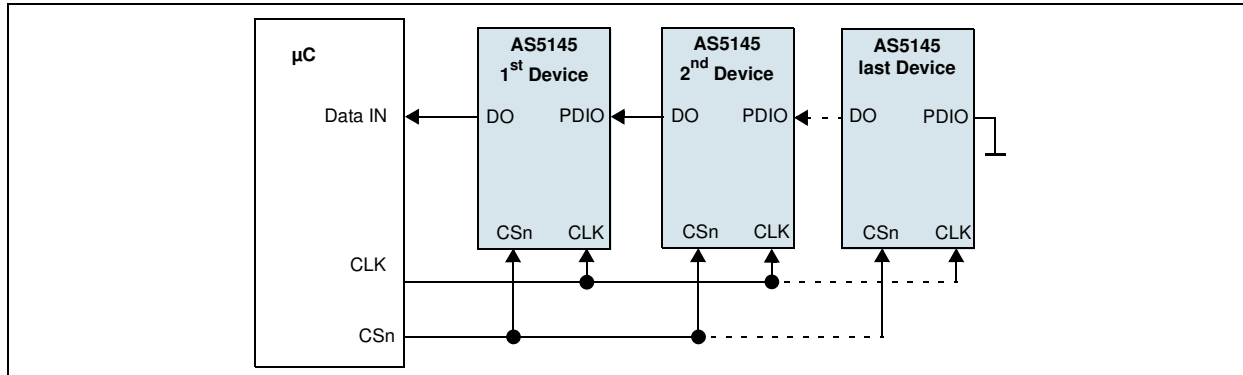 µC
AS5145
1st Device
AS5145
2nd Device
AS5145
last Device
Data IN
DO PDIO
DO PDIO
DO PDIO
CSn CLK
CSn CLK
CSn CLK
CLK
CSn